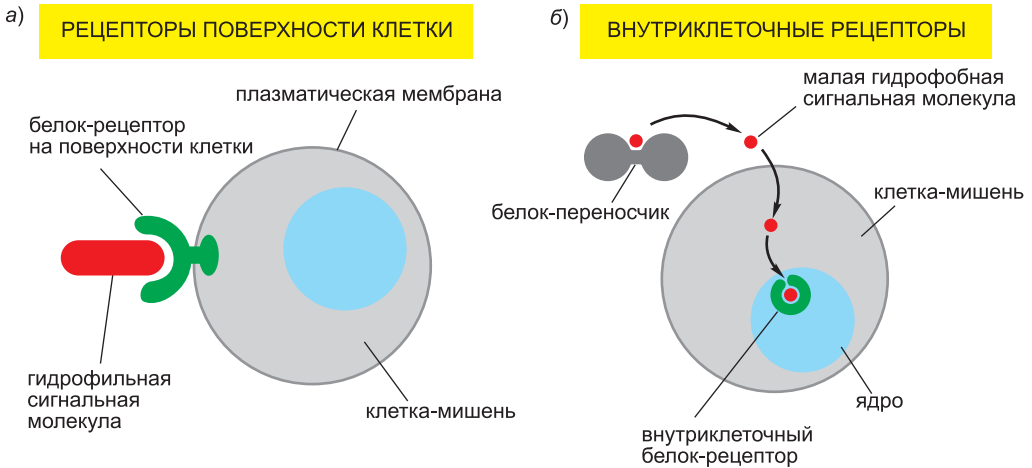 а)
РЕЦЕПТОРЫ ПОВЕРХНОСТИ КЛЕТКИ
плазматическая мембрана
белок-рецептор
на поверхности клетки
гидрофильная
сигнальная
молекула
клетка-мишень
б)
ВНУТРИКЛЕТОЧНЫЕ РЕЦЕПТОРЫ
малая гидрофобная
сигнальная молекула
белок-переносчик
клетка-мишень
ядро
внутриклеточный
белок-рецептор